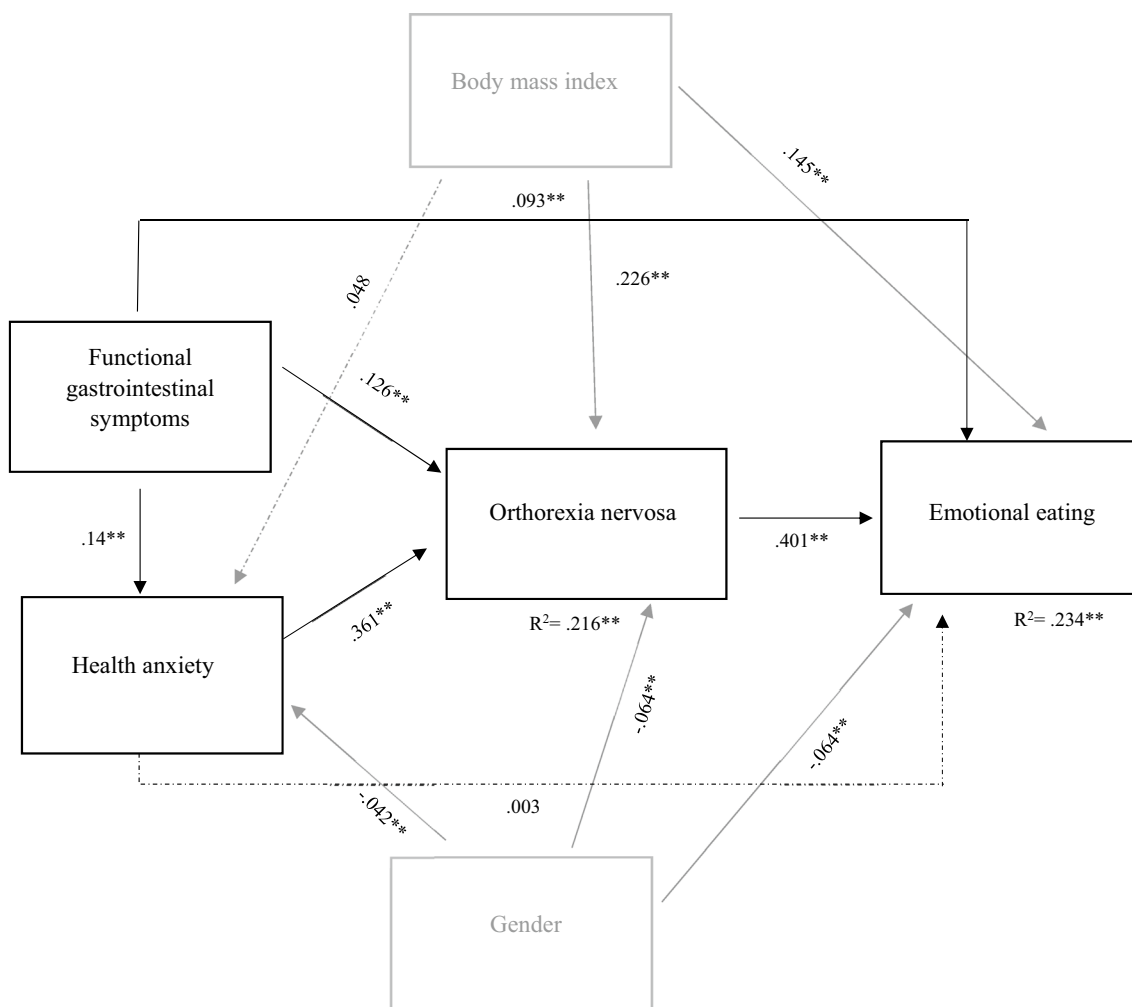 Body mass index
.145**
.093**
.226**
.048
Functional
gastrointestinal
symptoms
.126**
Orthorexia nervosa
Emotional eating
.14**
.401**
.361**
R²= .216**
R²= .234**
Health anxiety
-.064**
-.064**
-.042**
.003
Gender